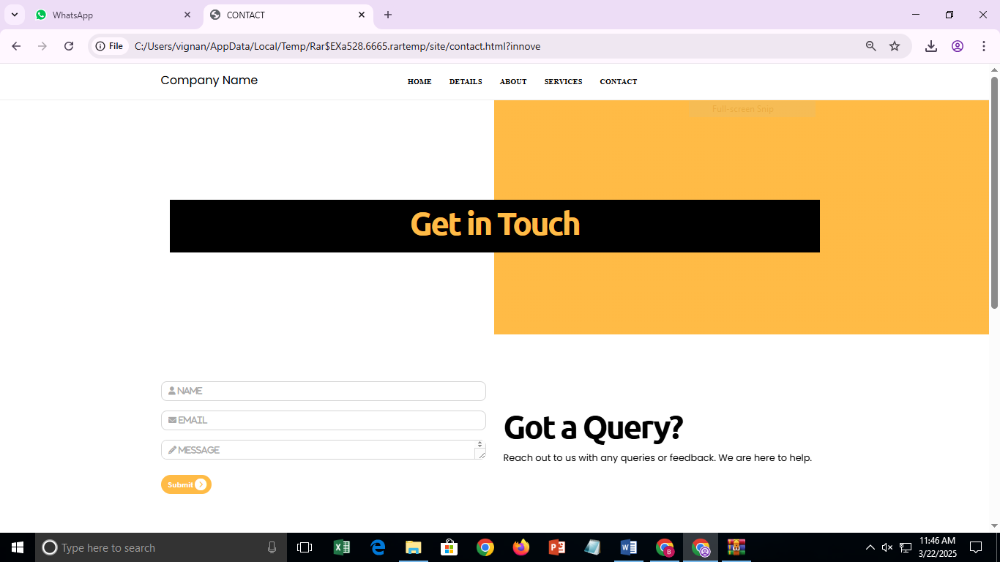 WhatsApp
CONTACT
File
C:/Users/vignan/AppData/Local/Temp/Rar$EXa528.6665.rartemp/site/contact.html?innove
Company Name
HOME DETAILS ABOUT SERVICES CONTACT
Full-screen Snip
Get in Touch
NAME
EMAIL
MESSAGE
Submit
Got a Query?
Reach out to us with any queries or feedback. We are here to help.
Type here to search
11:46 AM
3/22/2025